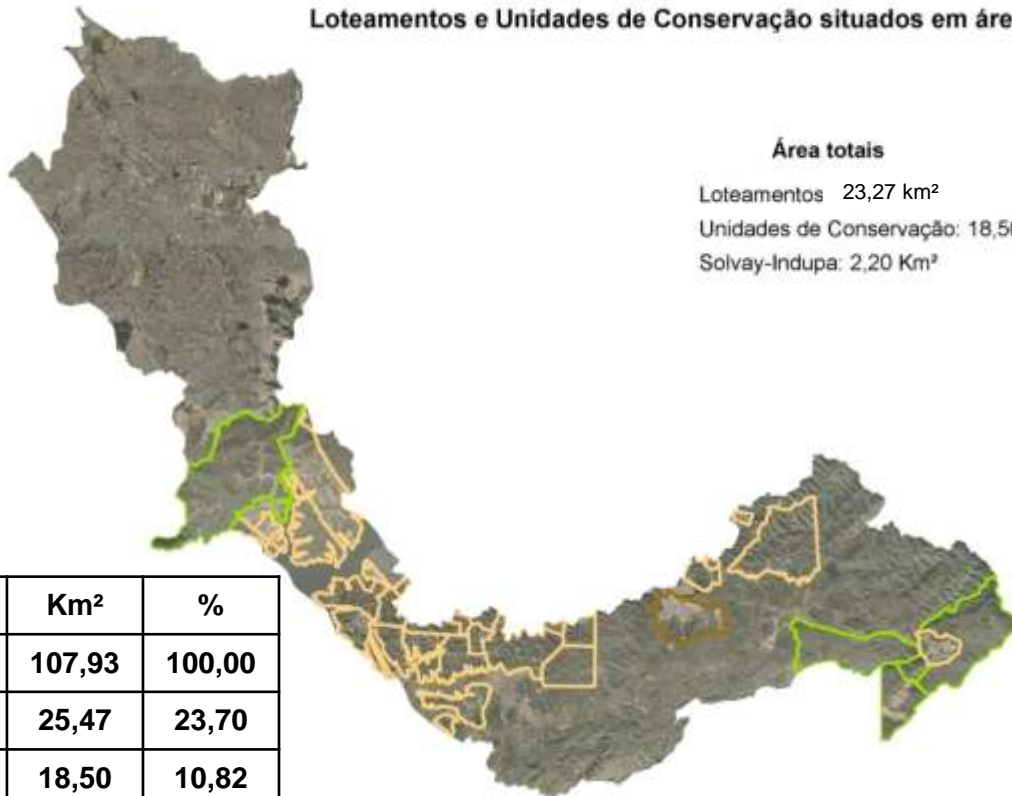 Loteamentos e Unidades de Conservação situados em áre
Área totais
Loteamentos 23,27 km²
Unidades de Conservação: 18,50
Solvay-Indupa: 2,20 Km²
Km² %
107,93 100,00
25,47 23,70
18,50 10,82